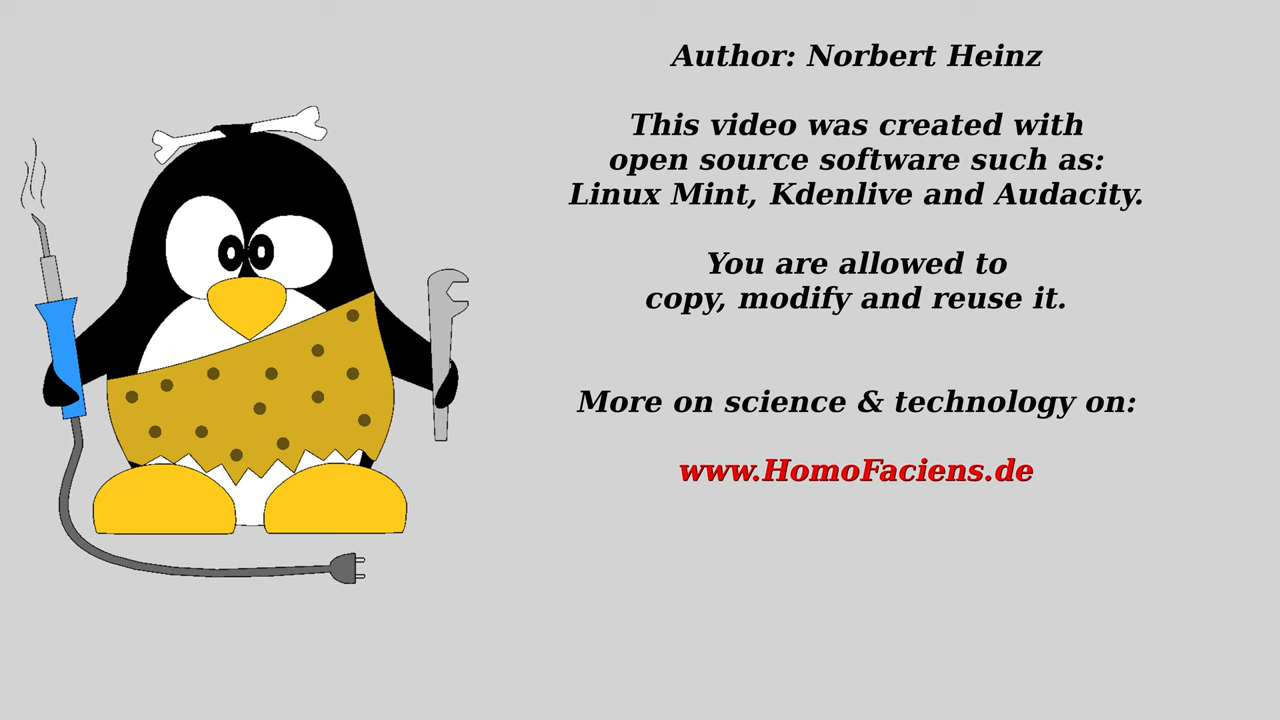 Author: Norbert Heinz
This video was created with
open source software such as:
Linux Mint, Kdenlive and Audacity.
You are allowed to
copy, modify and reuse it.
More on science & technology on:
www.HomoFaciens.de